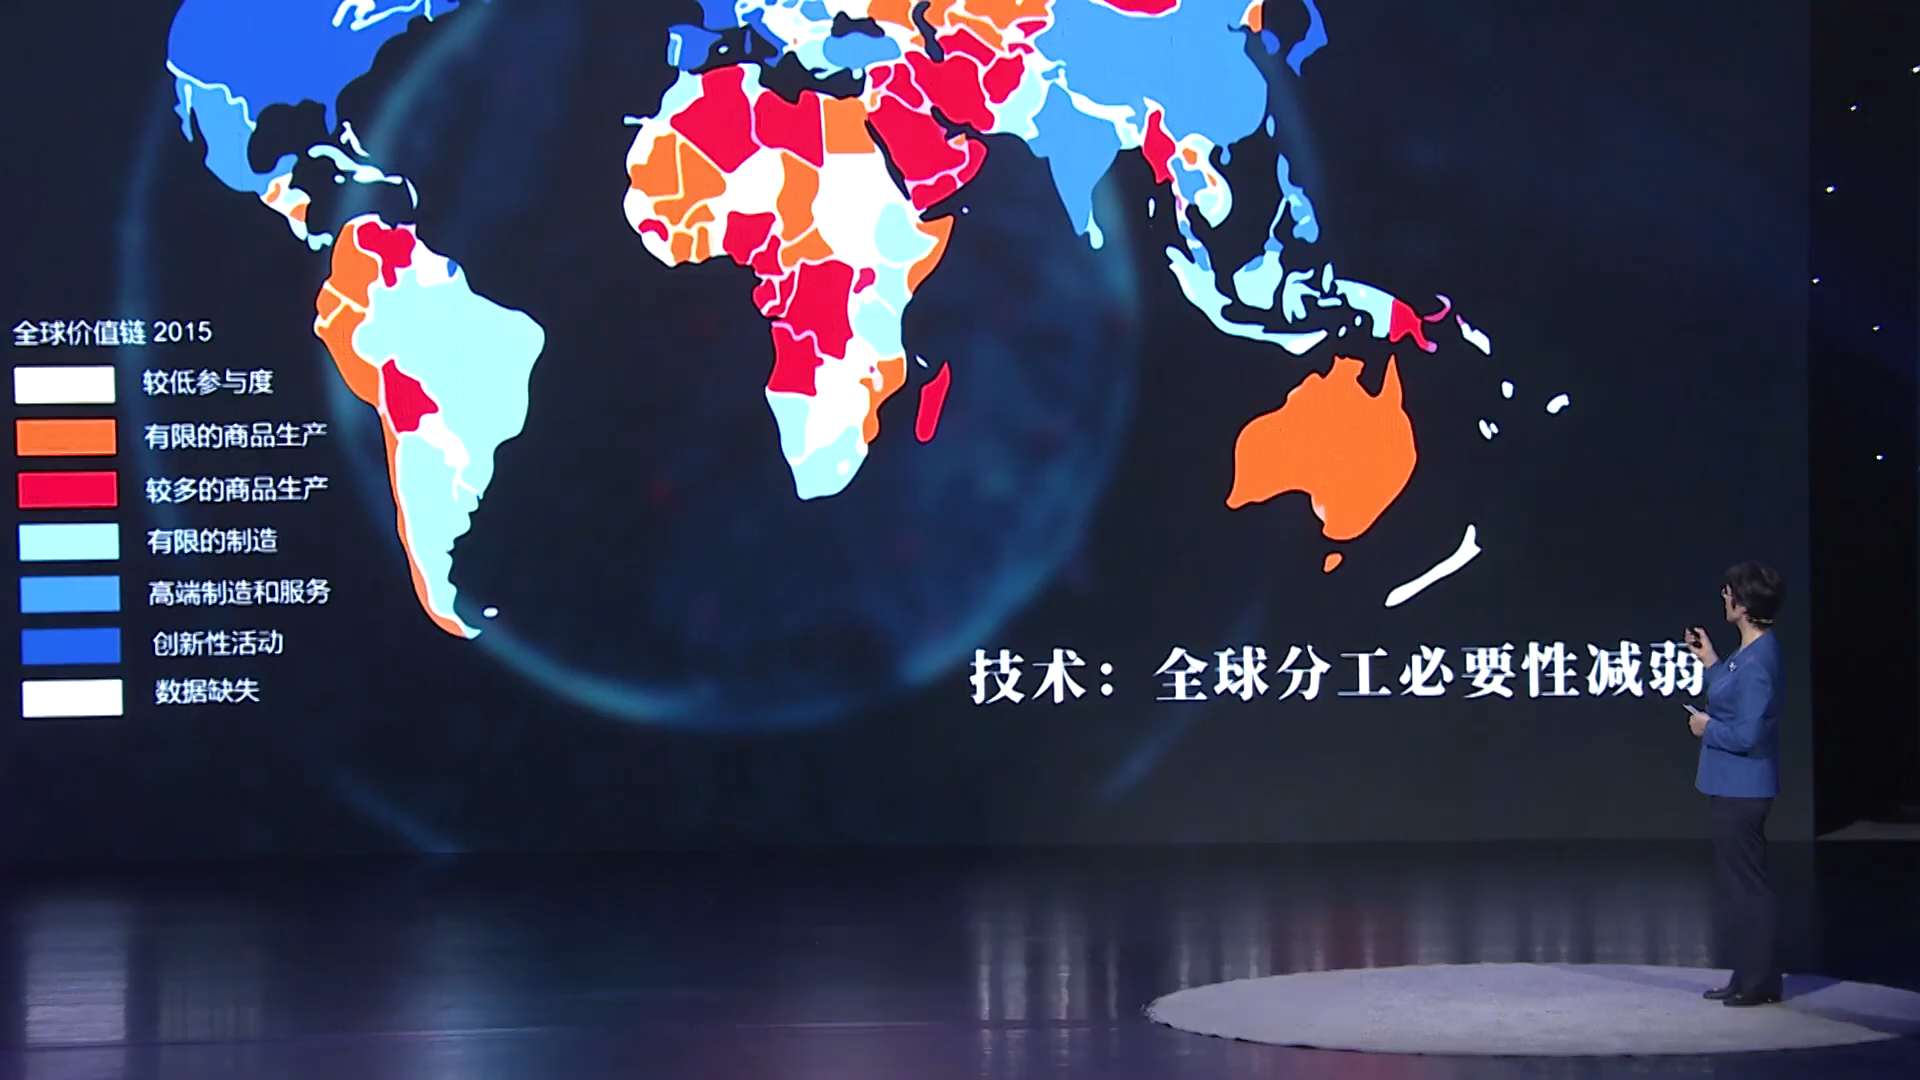 全球价值链 2015
较低参与度
有限的商品生产
较多的商品生产
有限的制造
高端制造和服务
创新性活动
数据缺失
技术：全球分工必要性减弱